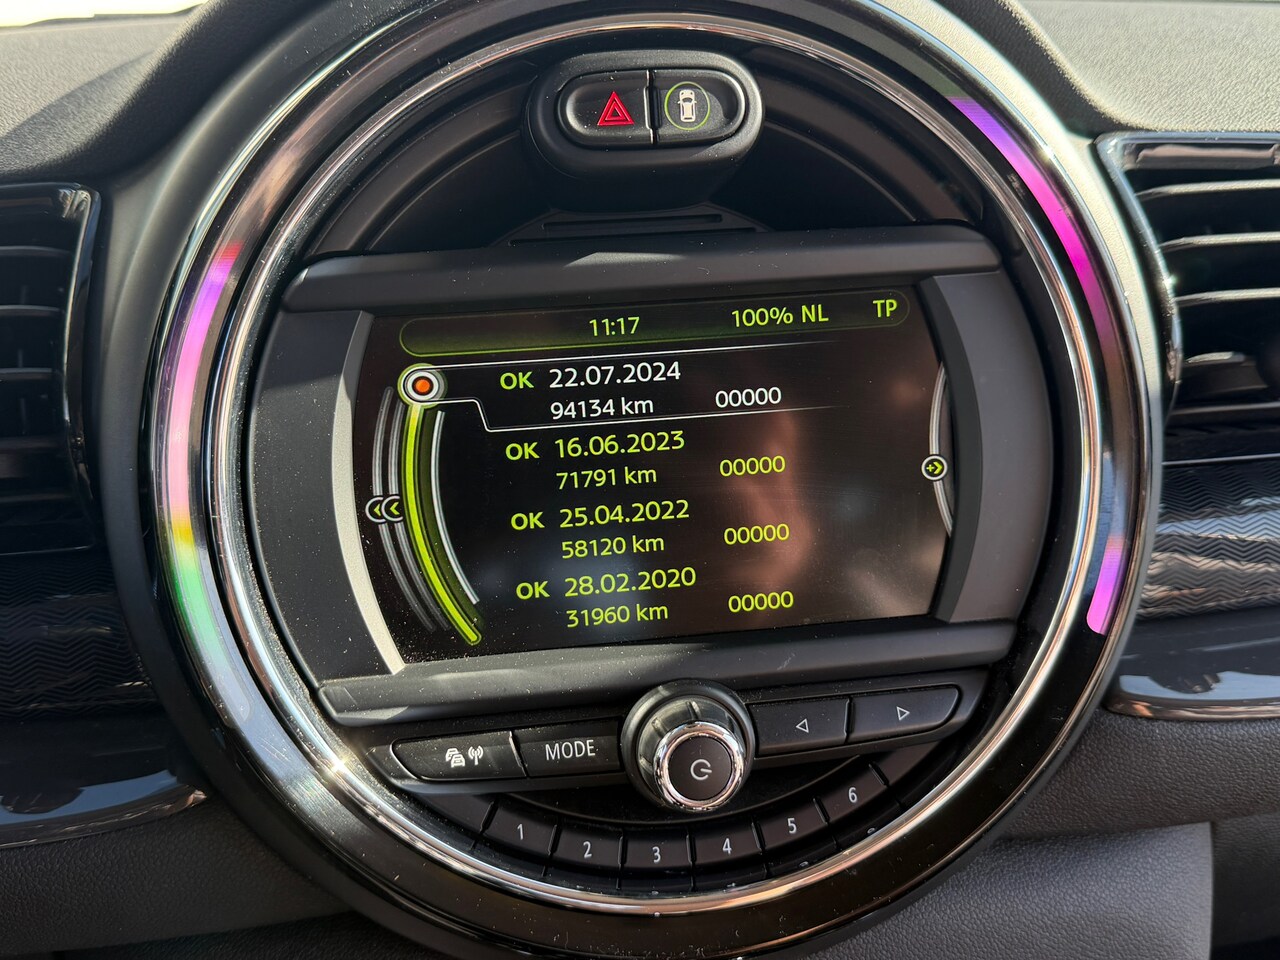 11:17 100% NL TP
OK 22.07.2024
94134 km 00000
OK 16.06.2023
71791 km 00000
OK 25.04.2022
58120 km 00000
OK 28.02.2020
31960 km 00000
MODE
1 2 3 4 5 6